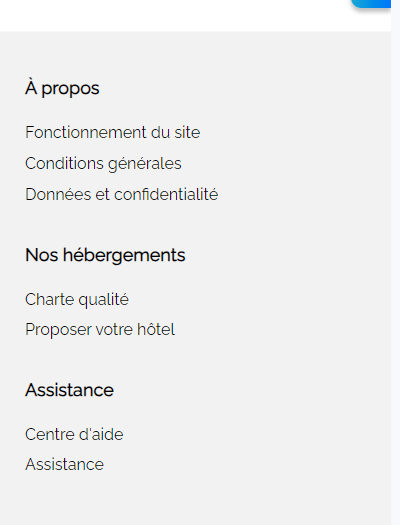 À propos
Fonctionnement du site
Conditions générales
Données et confidentialité
Nos hébergements
Charte qualité
Proposer votre hôtel
Assistance
Centre d'aide
Assistance